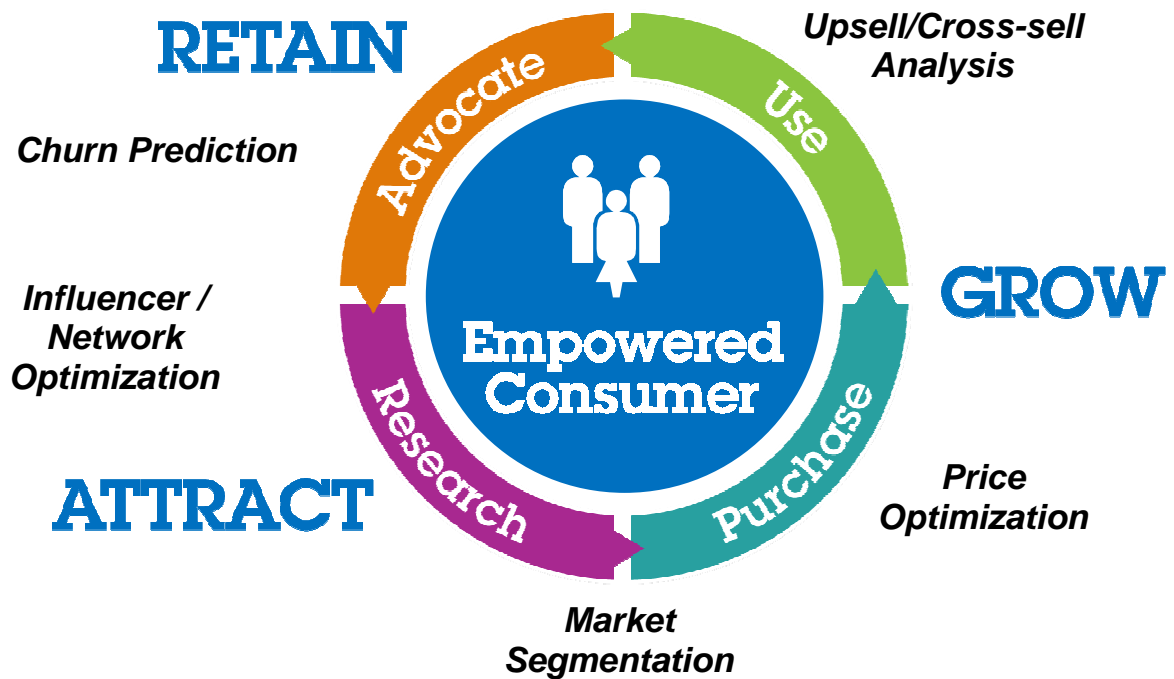 RETAIN
Upsell/Cross-sell
Analysis
Advocate
Use
Churn Prediction
Influencer /
Network
Optimization
GROW
Empowered
Consumer
Research
Purchase
ATTRACT
Price
Optimization
Market
Segmentation